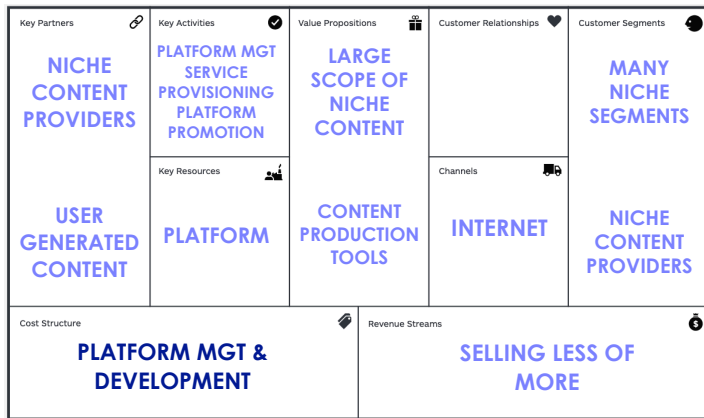 Key Partners
NICHE
CONTENT
PROVIDERS
USER
GENERATED
CONTENT
Key Activities
PLATFORM MGT
SERVICE
PROVISIONING
PLATFORM
PROMOTION
Key Resources
PLATFORM
Value Propositions
LARGE
SCOPE OF
NICHE
CONTENT
CONTENT
PRODUCTION
TOOLS
Customer Relationships
Channels
INTERNET
Customer Segments
MANY
NICHE
SEGMENTS
NICHE
CONTENT
PROVIDERS
Cost Structure
PLATFORM MGT &
DEVELOPMENT
Revenue Streams
$
SELLING LESS OF
MORE